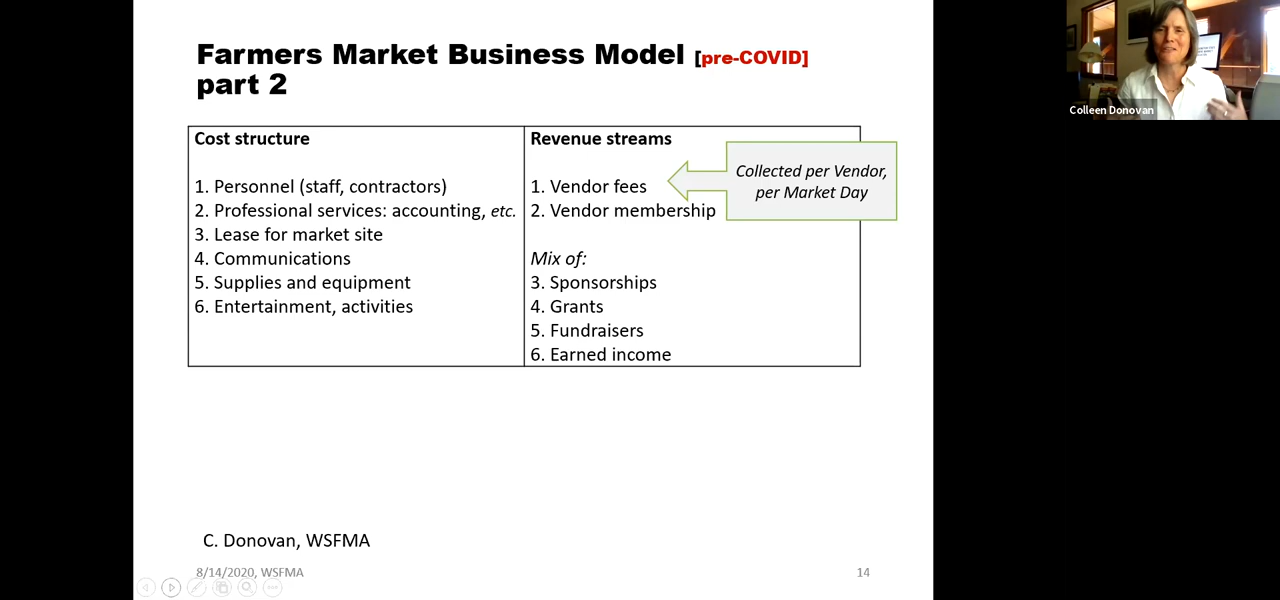 Farmers Market Business Model [pre-COVID]
part 2
Cost structure
1. Personnel (staff, contractors)
2. Professional services: accounting, etc.
3. Lease for market site
4. Communications
5. Supplies and equipment
6. Entertainment, activities
Revenue streams
1. Vendor fees
2. Vendor membership
Mix of:
3. Sponsorships
4. Grants
5. Fundraisers
6. Earned income
Collected per Vendor,
per Market Day
C. Donovan, WSFMA
8/14/2020, WSFMA
14
Colleen Donovan